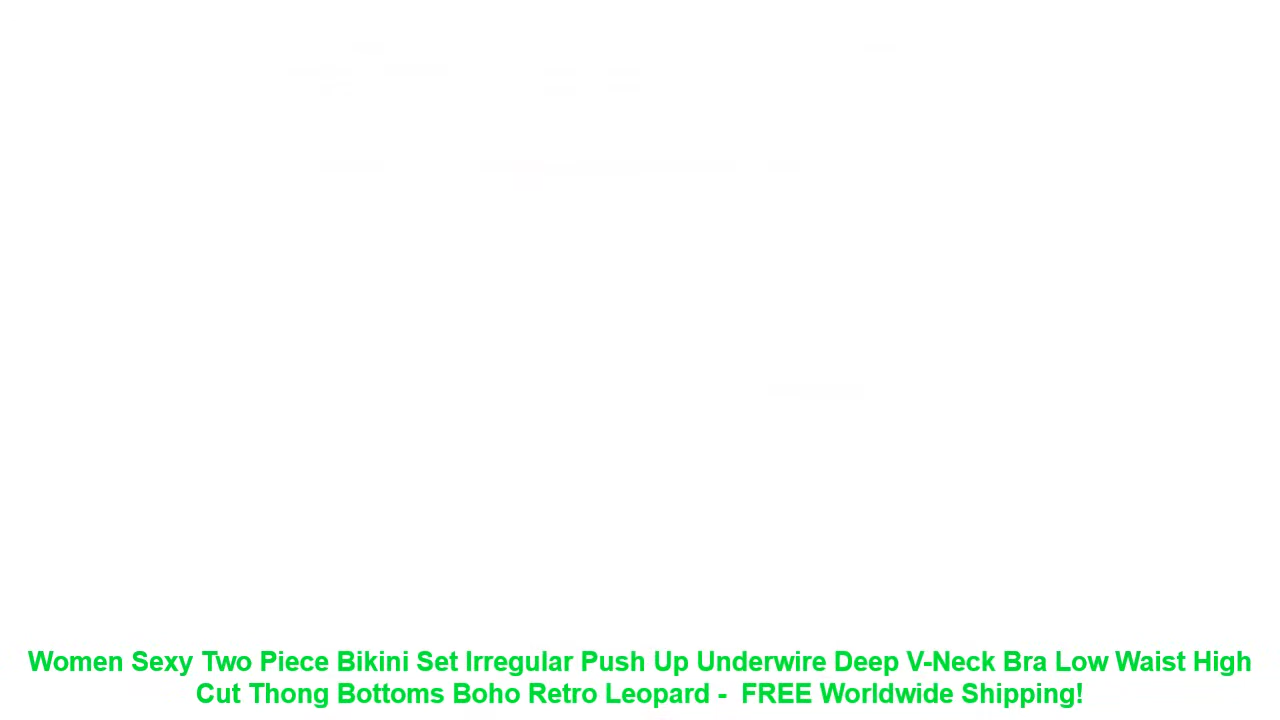 Women Sexy Two Piece Bikini Set Irregular Push Up Underwire Deep V-Neck Bra Low Waist High
Cut Thong Bottoms Boho Retro Leopard -  FREE Worldwide Shipping!